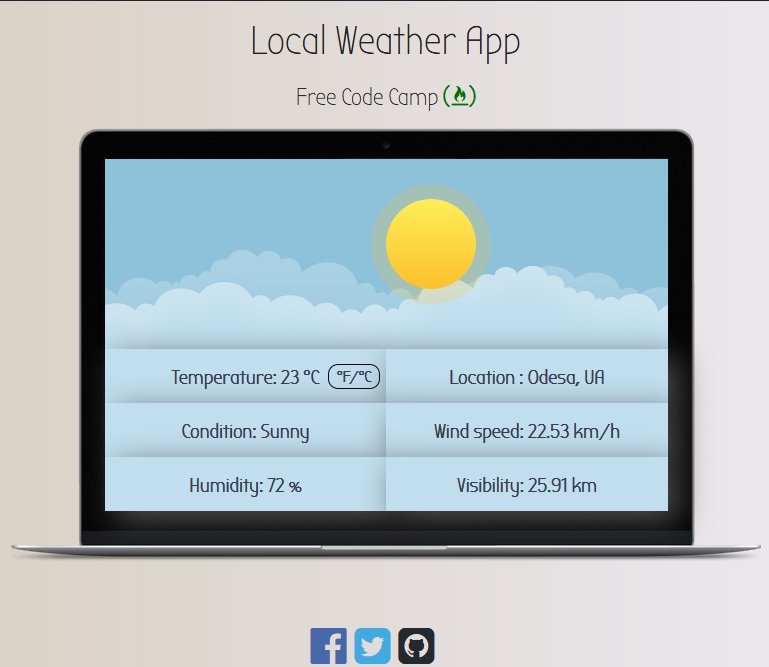 Local Weather App
Free Code Camp
Temperature: 23 °C °F/°C
Location : Odesa, UA
Condition: Sunny
Wind speed: 22.53 km/h
Humidity: 72 %
Visibility: 25.91 km